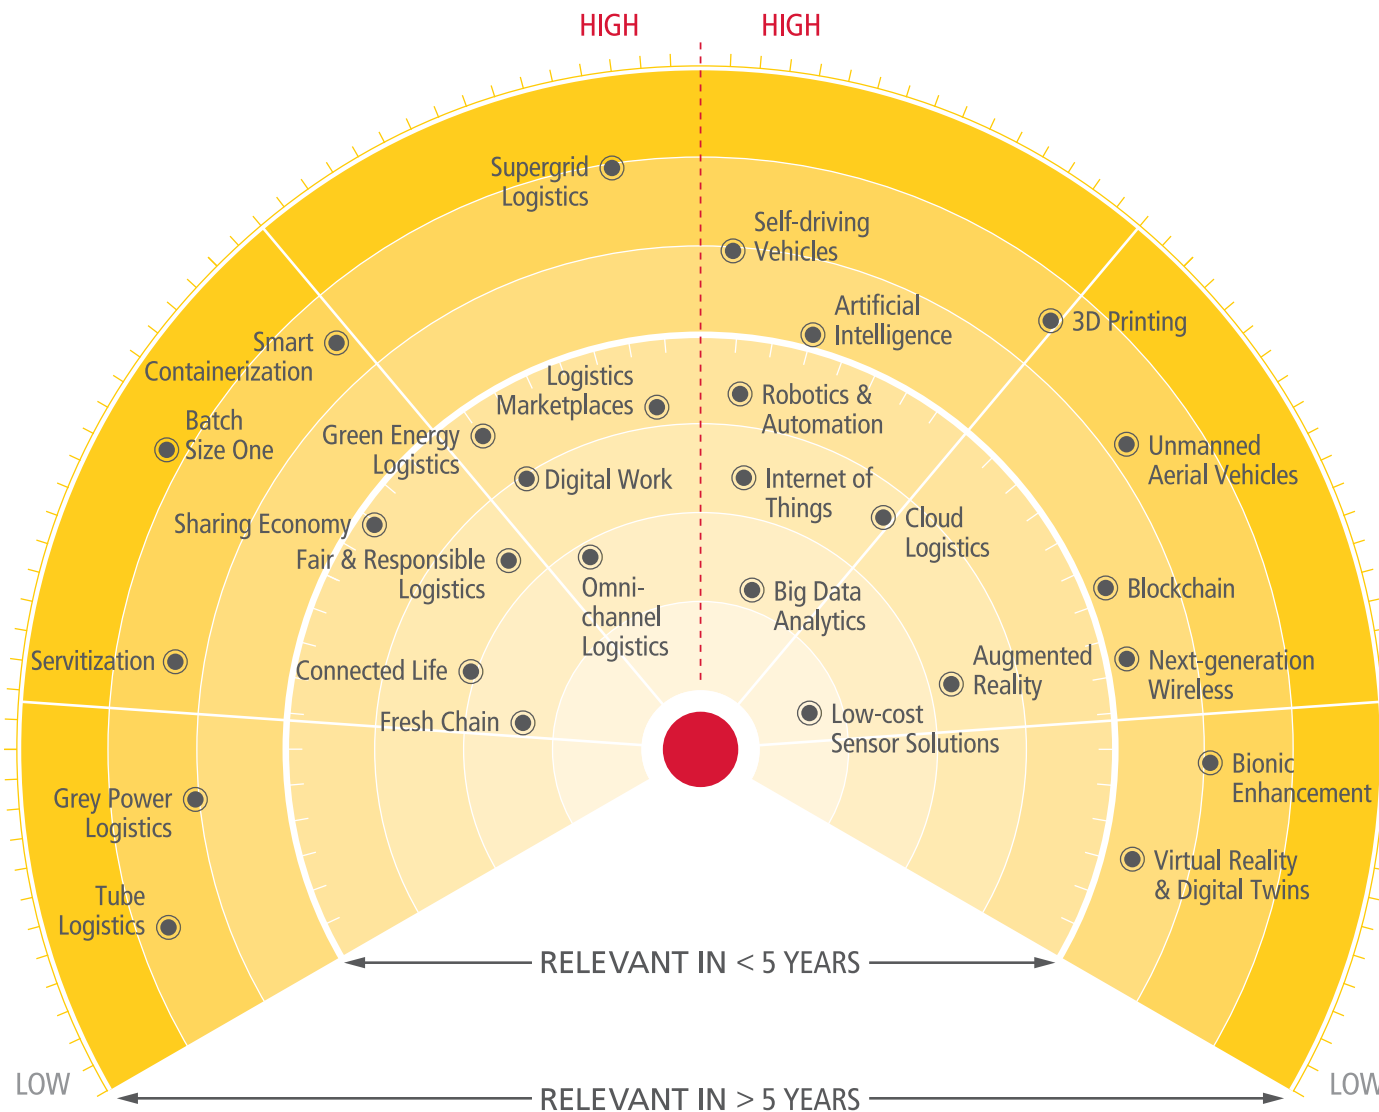 HIGH
HIGH
Supergrid
Logistics
Self-driving
Vehicles
Artificial
Intelligence
3D Printing
Smart
Containerization
Logistics
Marketplaces
Robotics &
Automation
Batch
Size One
Green Energy
Logistics
Digital Work
Internet of
Things
Unmanned
Aerial Vehicles
Sharing Economy
Cloud
Logistics
Fair & Responsible
Logistics
Omni-
channel
Logistics
Big Data
Analytics
Blockchain
Servitization
Connected Life
Augmented
Reality
Next-generation
Wireless
Fresh Chain
Low-cost
Sensor Solutions
Bionic
Enhancement
Grey Power
Logistics
Virtual Reality
& Digital Twins
Tube
Logistics
RELEVANT IN < 5 YEARS
LOW
LOW
RELEVANT IN > 5 YEARS